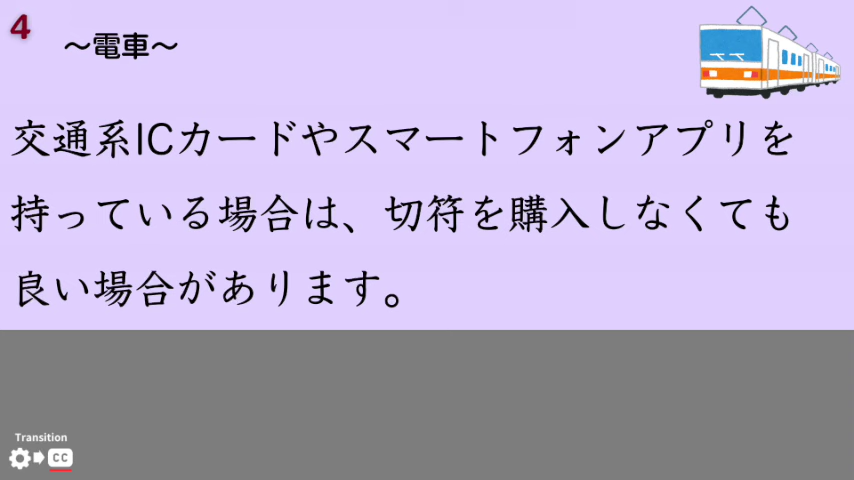 4
～電車～
交通系ICカードやスマートフォンアプリを
持っている場合は、切符を購入しなくても
良い場合があります。
Transition
CC